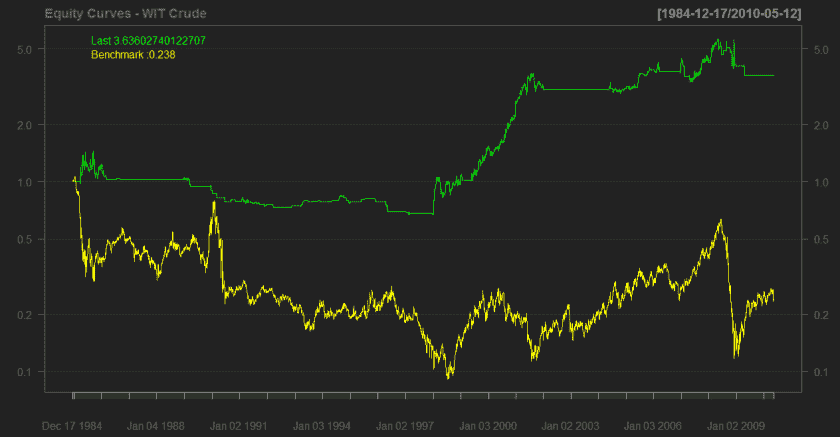 Equity Curves - WIT Crude [1984-12-17/2010-05-12]
Last 3.63602740122707
Benchmark :0.238
5.0 5.0
2.0 2.0
1.0 1.0
0.5 0.5
0.2 0.2
0.1 0.1
Dec 17 1984 Jan 04 1988 Jan 02 1991 Jan 03 1994 Jan 02 1997 Jan 03 2000 Jan 02 2003 Jan 03 2006 Jan 02 2009